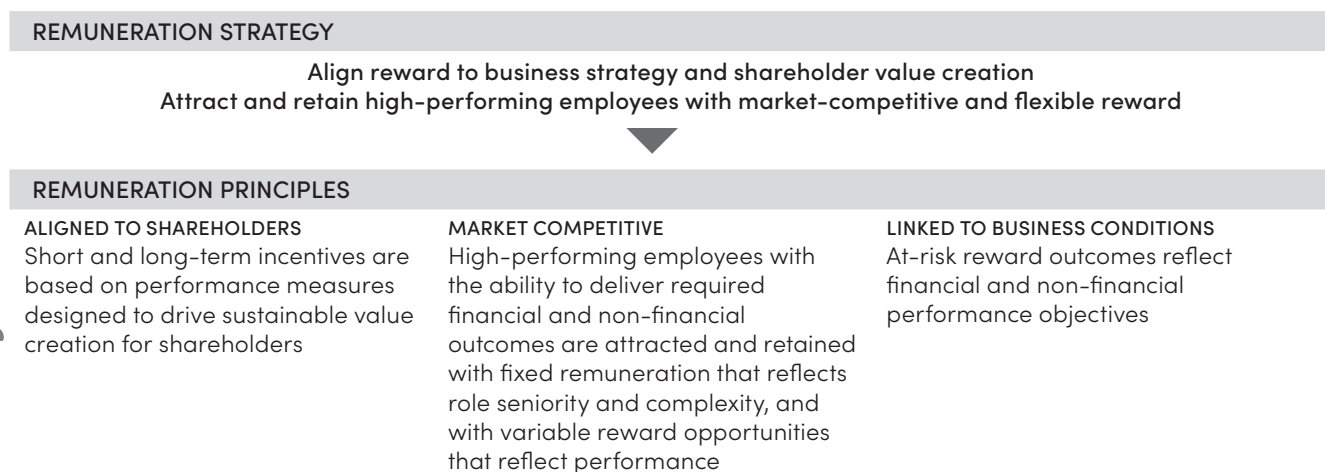 REMUNERATION STRATEGY
Align reward to business strategy and shareholder value creation
Attract and retain high-performing employees with market-competitive and flexible reward
REMUNERATION PRINCIPLES
ALIGNED TO SHAREHOLDERS
Short and long-term incentives are
based on performance measures
designed to drive sustainable value
creation for shareholders
MARKET COMPETITIVE
High-performing employees with
the ability to deliver required
financial and non-financial
outcomes are attracted and retained
with fixed remuneration that reflects
role seniority and complexity, and
with variable reward opportunities
that reflect performance
LINKED TO BUSINESS CONDITIONS
At-risk reward outcomes reflect
financial and non-financial
performance objectives